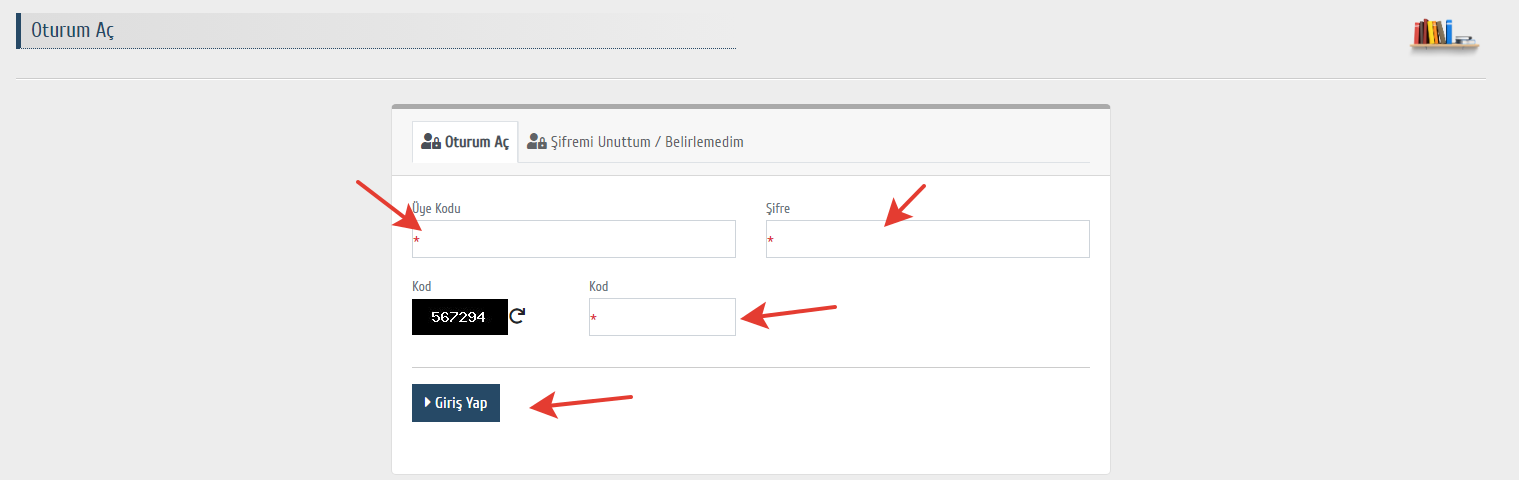 Oturum Aç
Oturum Aç Şifremi Unuttum / Belirlemedim
Üye Kodu Şifre
* *
Kod Kod
567294 *
Giriş Yap